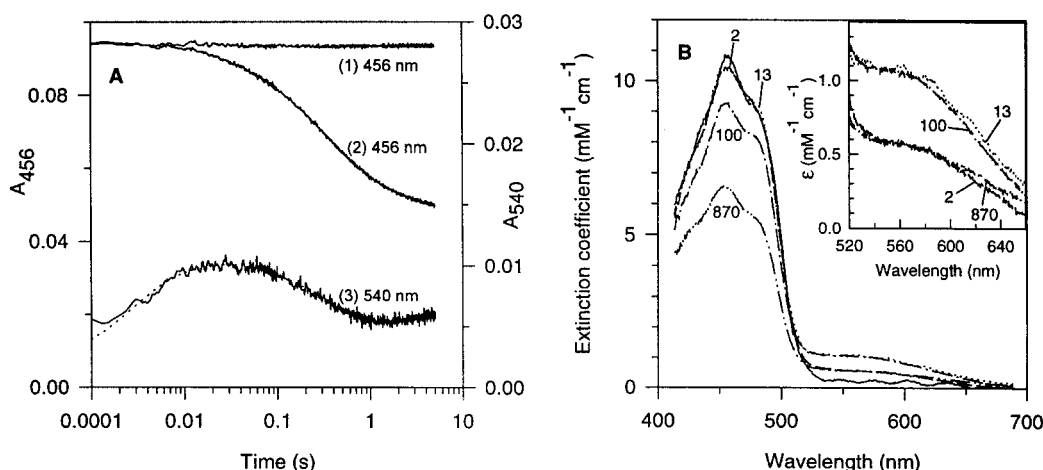 A
(1) 456 nm
(2) 456 nm
(3) 540 nm
A456
0.08
0.04
0.00
A540
0.03
0.02
0.01
0.00
0.0001
0.01
0.1
1
10
Time (s)
B
2
13
100
870
Extinction coefficient (mM⁻¹ cm⁻¹)
10
5
0
400
500
600
700
Wavelength (nm)
ε (mM⁻¹ cm⁻¹)
1.0
0.5
0.0
13
100
2
870
520
560
600
640
Wavelength (nm)